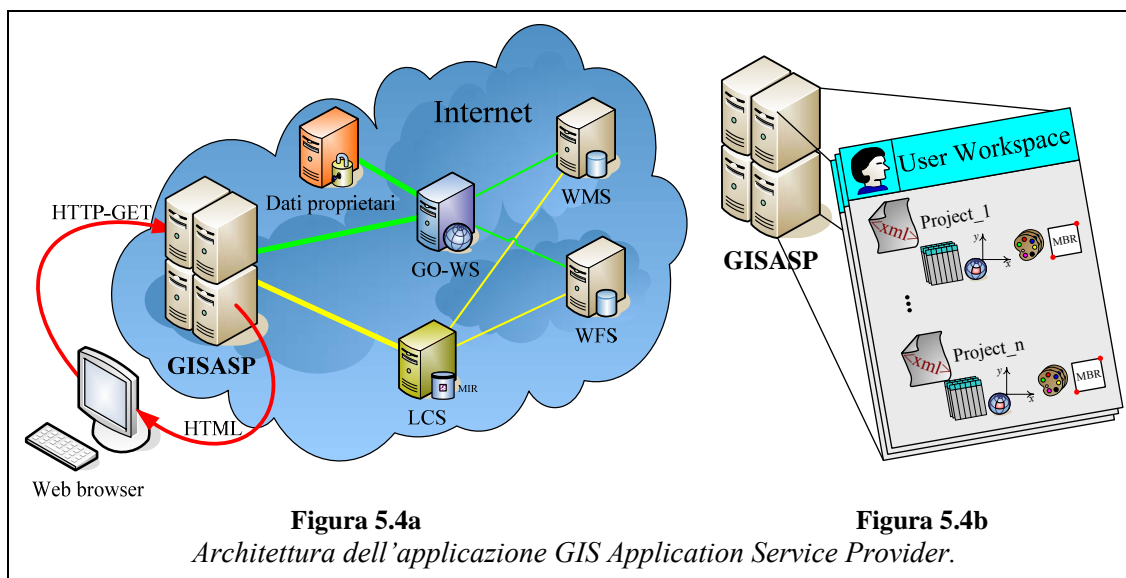 Internet
HTTP-GET
Dati proprietari
GO-WS
WMS
WFS
GISASP
LCS
MIR
HTML
Web browser
GISASP
User Workspace
<xml>
Project_1
y
x
MBR
<xml>
Project_n
y
x
MBR
Figura 5.4a
Figura 5.4b
Architettura dell’applicazione GIS Application Service Provider.